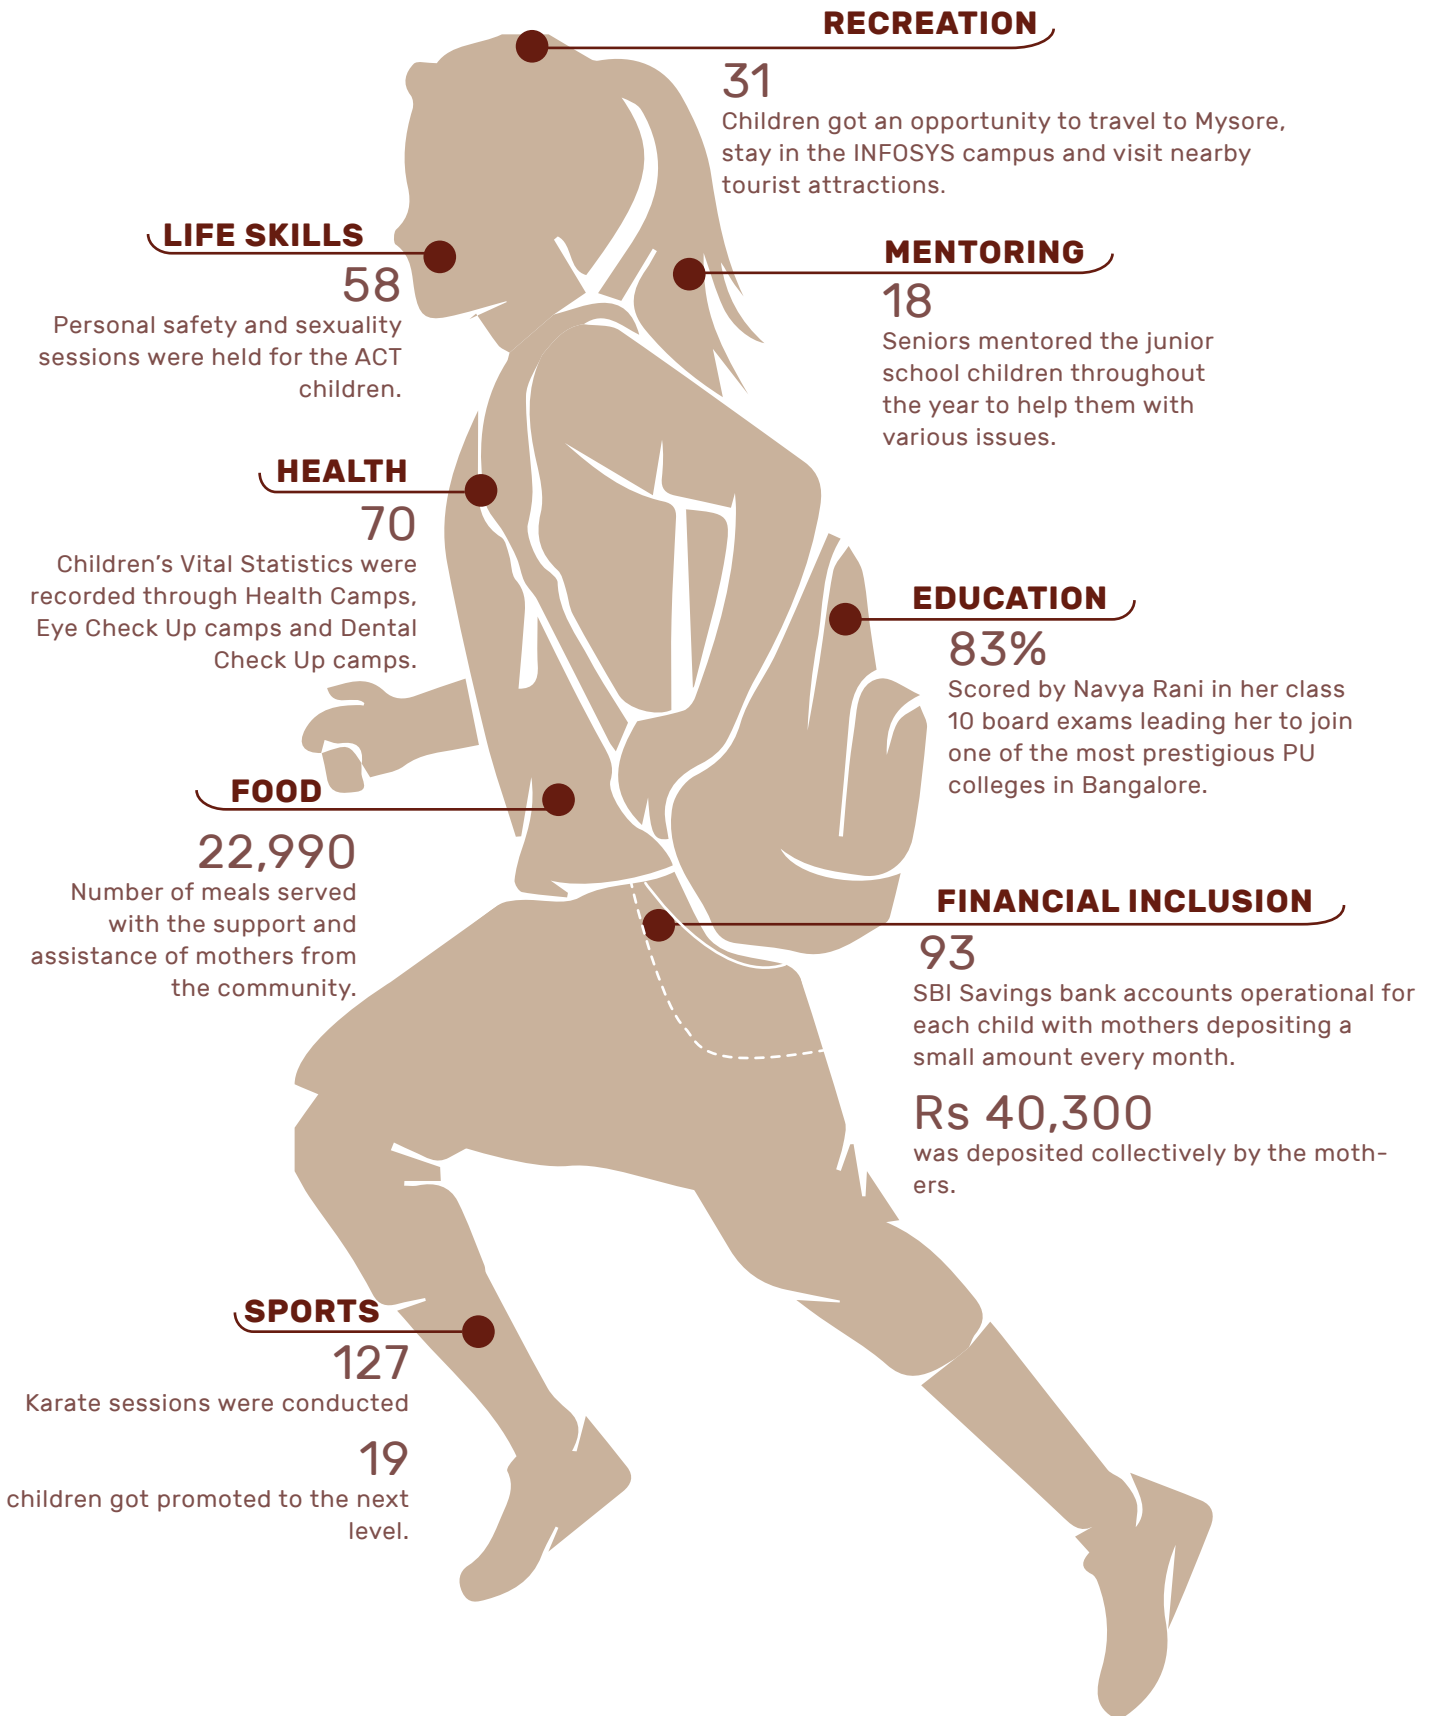 RECREATION
31
Children got an opportunity to travel to Mysore,
stay in the INFOSYS campus and visit nearby
tourist attractions.
LIFE SKILLS
58
Personal safety and sexuality
sessions were held for the ACT
children.
MENTORING
18
Seniors mentored the junior
school children throughout
the year to help them with
various issues.
HEALTH
70
Children’s Vital Statistics were
recorded through Health Camps,
Eye Check Up camps and Dental
Check Up camps.
EDUCATION
83%
Scored by Navya Rani in her class
10 board exams leading her to join
one of the most prestigious PU
colleges in Bangalore.
FOOD
22,990
Number of meals served
with the support and
assistance of mothers from
the community.
FINANCIAL INCLUSION
93
SBI Savings bank accounts operational for
each child with mothers depositing a
small amount every month.
Rs 40,300
was deposited collectively by the moth-
ers.
SPORTS
127
Karate sessions were conducted
19
children got promoted to the next
level.